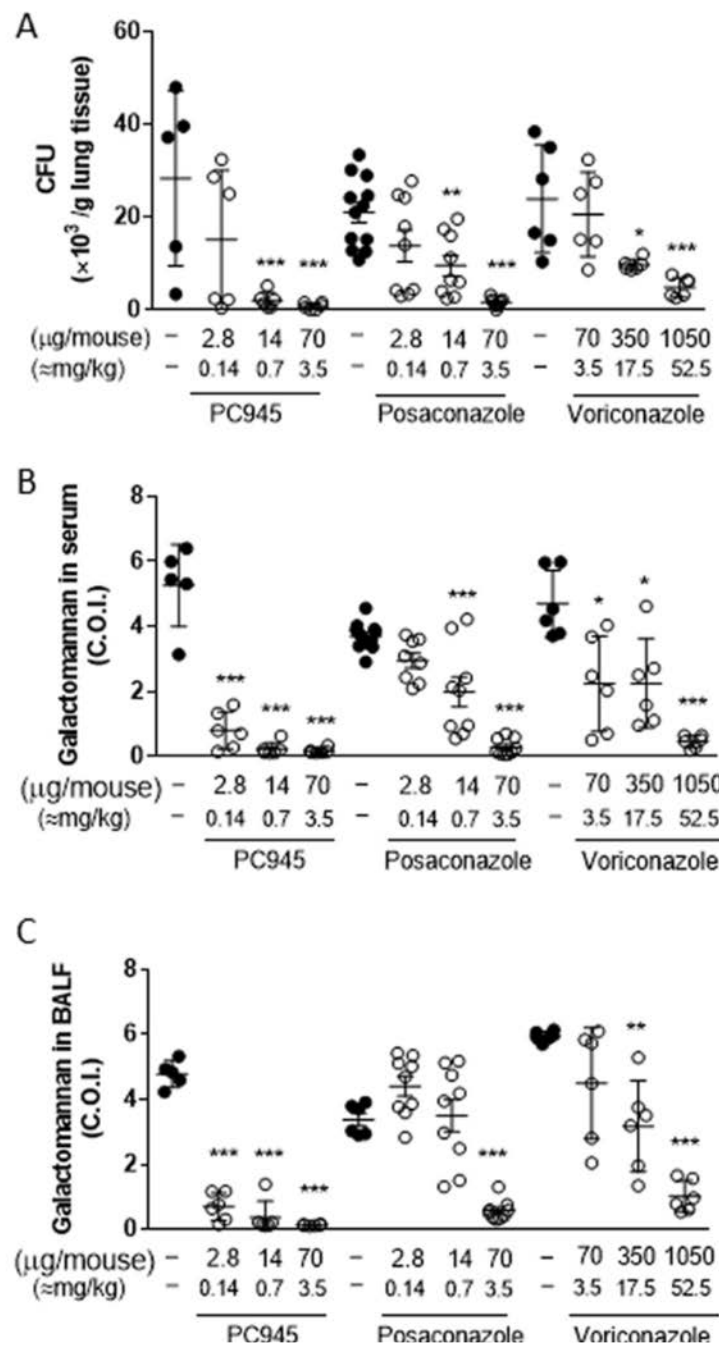 A
CFU
(×10³ /g lung tissue)
60
40
20
0
*** *** ** *** * ***
(μg/mouse) – 2.8 14 70 – 2.8 14 70 – 70 350 1050
(≈mg/kg) – 0.14 0.7 3.5 – 0.14 0.7 3.5 – 3.5 17.5 52.5
PC945 Posaconazole Voriconazole
B
Galactomannan in serum
(C.O.I.)
8
6
4
2
0
*** *** *** *** *** * * ***
(μg/mouse) – 2.8 14 70 – 2.8 14 70 – 70 350 1050
(≈mg/kg) – 0.14 0.7 3.5 – 0.14 0.7 3.5 – 3.5 17.5 52.5
PC945 Posaconazole Voriconazole
C
Galactomannan in BALF
(C.O.I.)
8
6
4
2
0
*** *** *** *** ** ***
(μg/mouse) – 2.8 14 70 – 2.8 14 70 – 70 350 1050
(≈mg/kg) – 0.14 0.7 3.5 – 0.14 0.7 3.5 – 3.5 17.5 52.5
PC945 Posaconazole Voriconazole